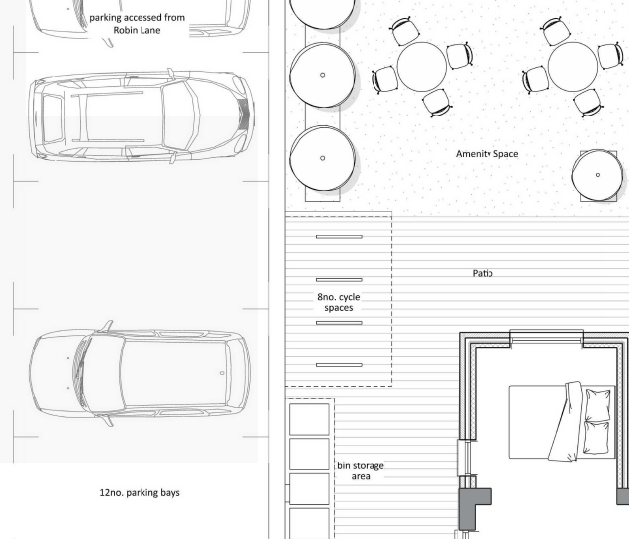 parking accessed from
Robin Lane
Amenity Space
Patio
8no. cycle
spaces
bin storage
area
12no. parking bays